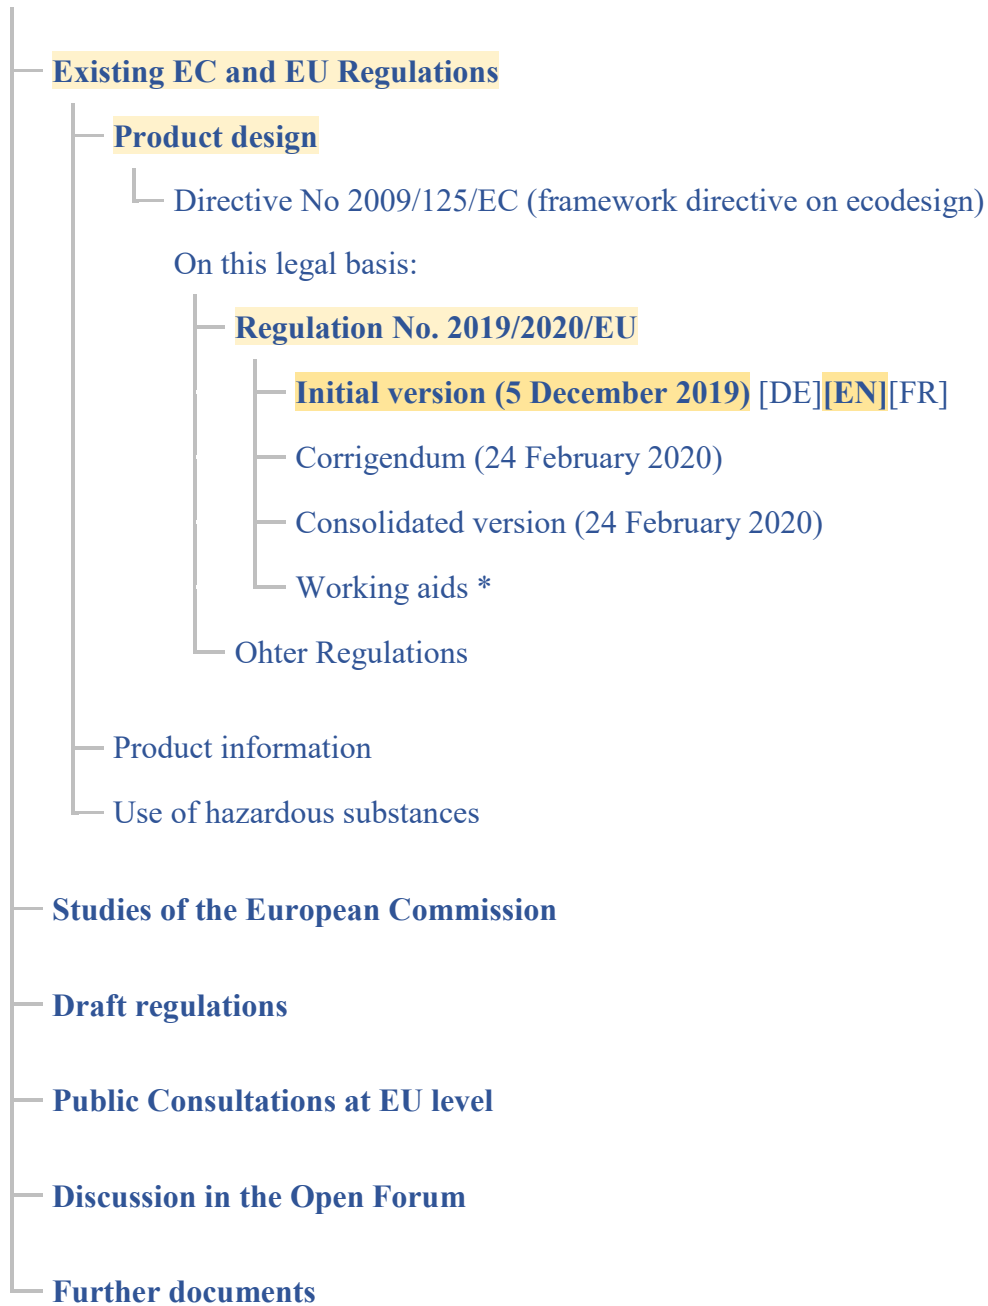 Existing EC and EU Regulations
Product design
Directive No 2009/125/EC (framework directive on ecodesign)
On this legal basis:
Regulation No. 2019/2020/EU
Initial version (5 December 2019) [DE][EN][FR]
Corrigendum (24 February 2020)
Consolidated version (24 February 2020)
Working aids *
Ohter Regulations
Product information
Use of hazardous substances
Studies of the European Commission
Draft regulations
Public Consultations at EU level
Discussion in the Open Forum
Further documents